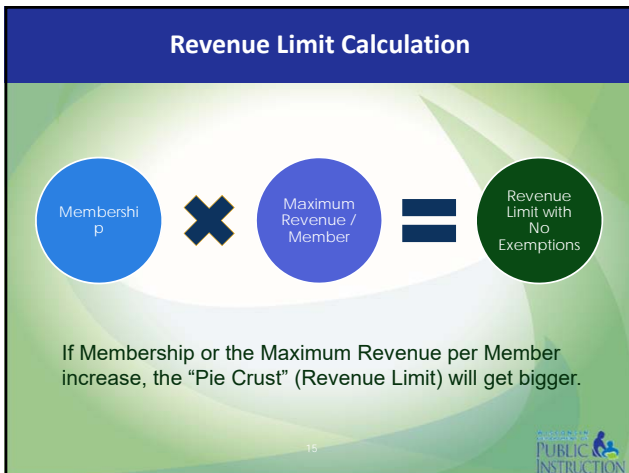 Revenue Limit Calculation
Membershi
p
Maximum
Revenue /
Member
Revenue
Limit with
No
Exemptions
If Membership or the Maximum Revenue per Member
increase, the “Pie Crust” (Revenue Limit) will get bigger.
15
PUBLIC
INSTRUCTION